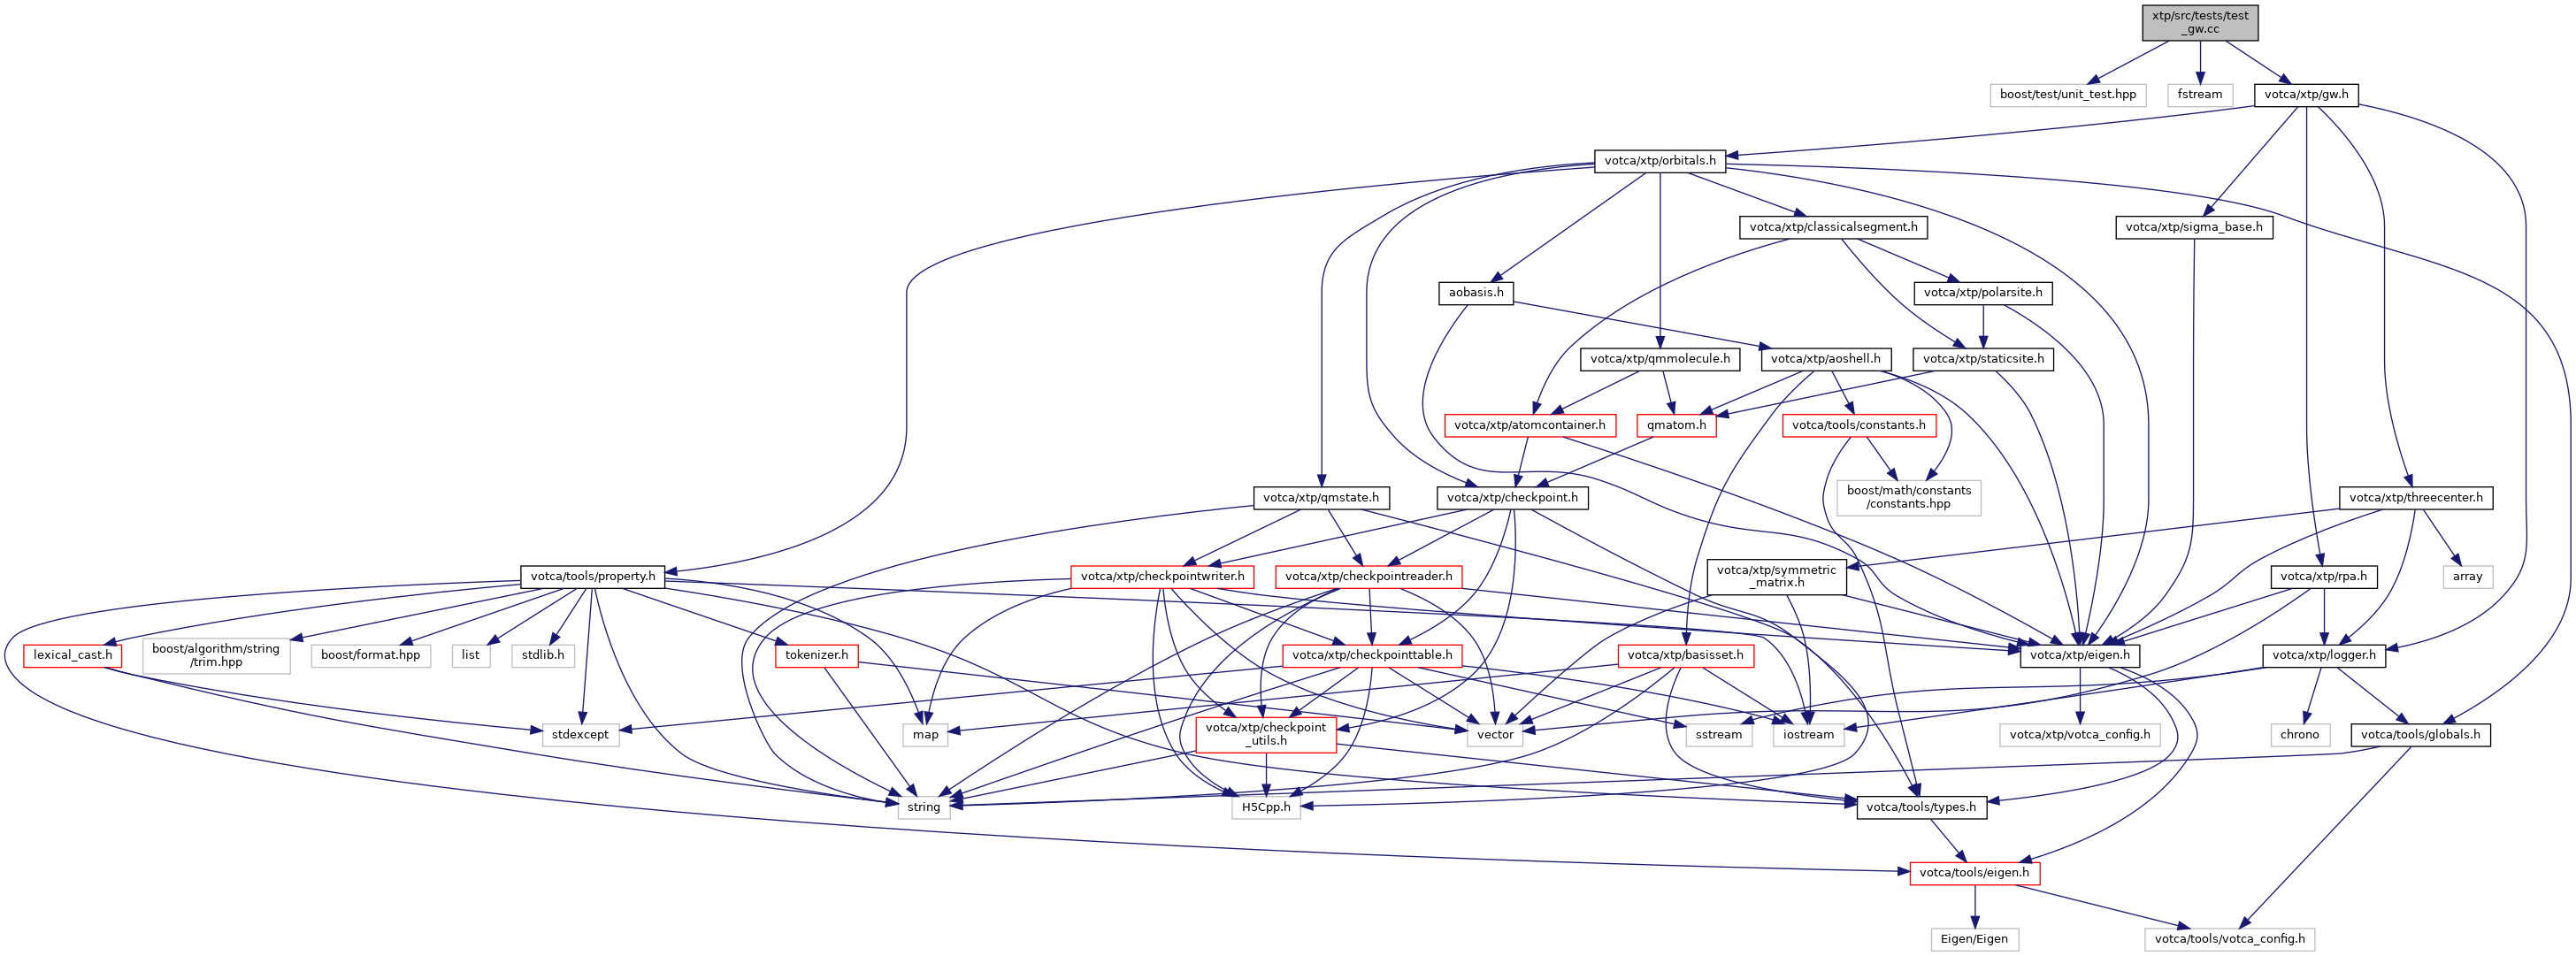 xtp/src/tests/test
_gw.cc
boost/test/unit_test.hpp
fstream
votca/xtp/gw.h
votca/xtp/orbitals.h
votca/xtp/classicalsegment.h
votca/xtp/sigma_base.h
aobasis.h
votca/xtp/polarsite.h
votca/xtp/qmmolecule.h
votca/xtp/aoshell.h
votca/xtp/staticsite.h
votca/xtp/atomcontainer.h
qmatom.h
votca/tools/constants.h
votca/xtp/qmstate.h
votca/xtp/checkpoint.h
boost/math/constants
/constants.hpp
votca/xtp/threecenter.h
votca/tools/property.h
votca/xtp/checkpointwriter.h
votca/xtp/checkpointreader.h
votca/xtp/symmetric
_matrix.h
votca/xtp/rpa.h
array
lexical_cast.h
boost/algorithm/string
/trim.hpp
boost/format.hpp
list
stdlib.h
tokenizer.h
votca/xtp/checkpointtable.h
votca/xtp/basisset.h
votca/xtp/eigen.h
votca/xtp/logger.h
stdexcept
map
votca/xtp/checkpoint
_utils.h
vector
sstream
iostream
votca/xtp/votca_config.h
chrono
votca/tools/globals.h
string
H5Cpp.h
votca/tools/types.h
votca/tools/eigen.h
Eigen/Eigen
votca/tools/votca_config.h